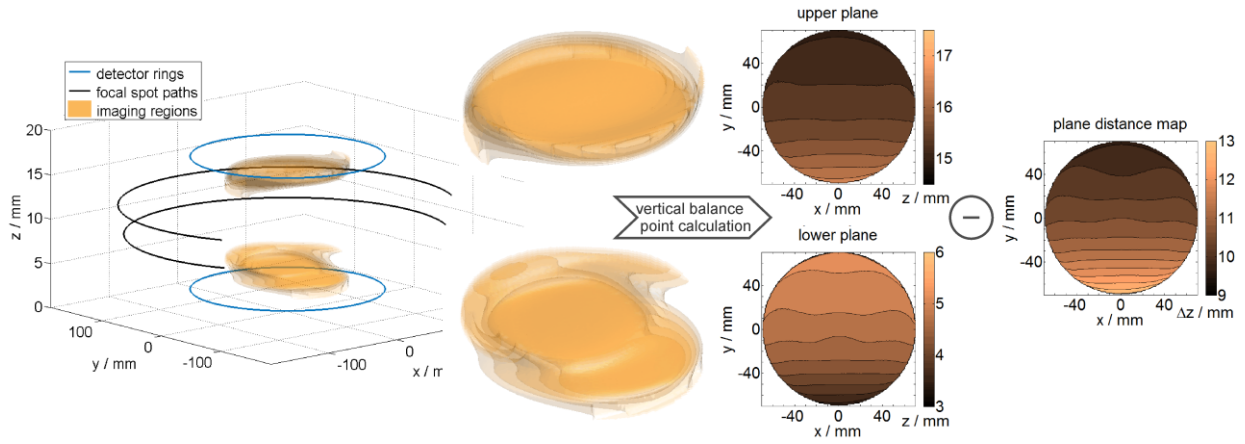 detector rings
focal spot paths
imaging regions
20
15
10
5
0
z / mm
100
0
-100
y / mm
-100
0
x / m
vertical balance
point calculation
upper plane
40
0
-40
y / mm
-40 0 40
x / mm
17
16
15
z / mm
lower plane
40
0
-40
y / mm
-40 0 40
x / mm
6
5
4
3
z / mm
plane distance map
40
0
-40
y / mm
-40 0 40
x / mm
13
12
11
10
9
Δz / mm